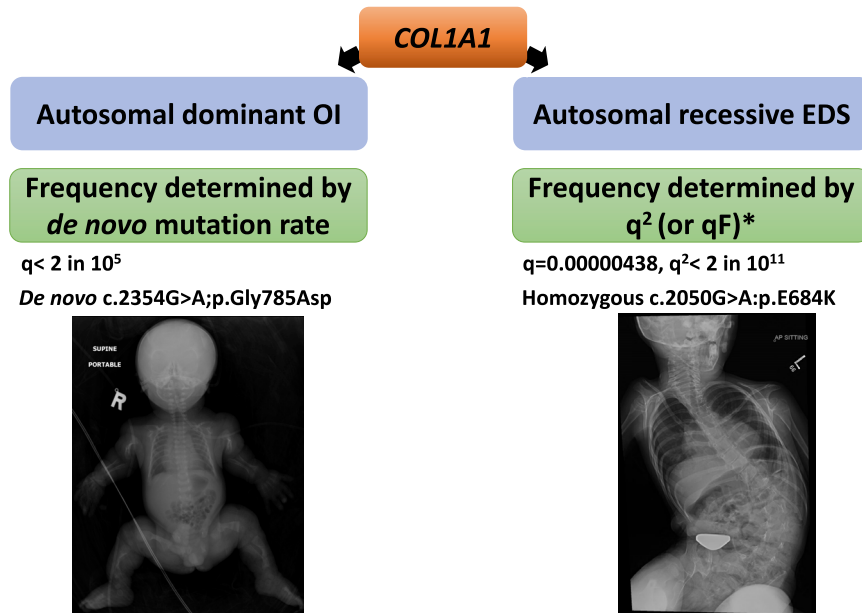 COL1A1
Autosomal dominant OI
Frequency determined by
de novo mutation rate
q< 2 in 10⁵
De novo c.2354G>A;p.Gly785Asp
SUPINE
PORTABLE
R
Autosomal recessive EDS
Frequency determined by
q² (or qF)*
q=0.00000438, q²< 2 in 10¹¹
Homozygous c.2050G>A:p.E684K
AP SITTING
L